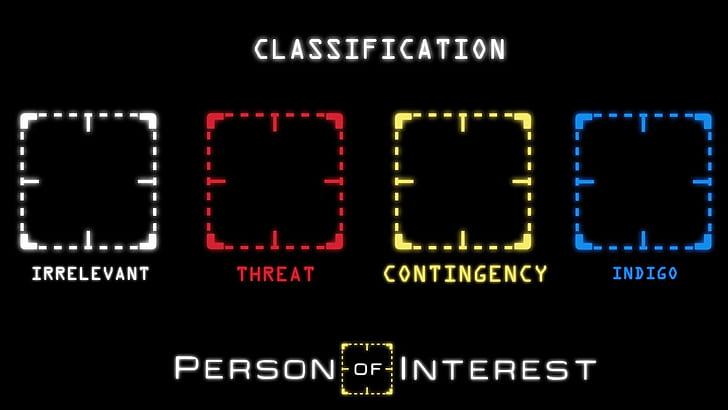 CLASSIFICATION
IRRELEVANT THREAT CONTINGENCY INDIGO
PERSON OF INTEREST